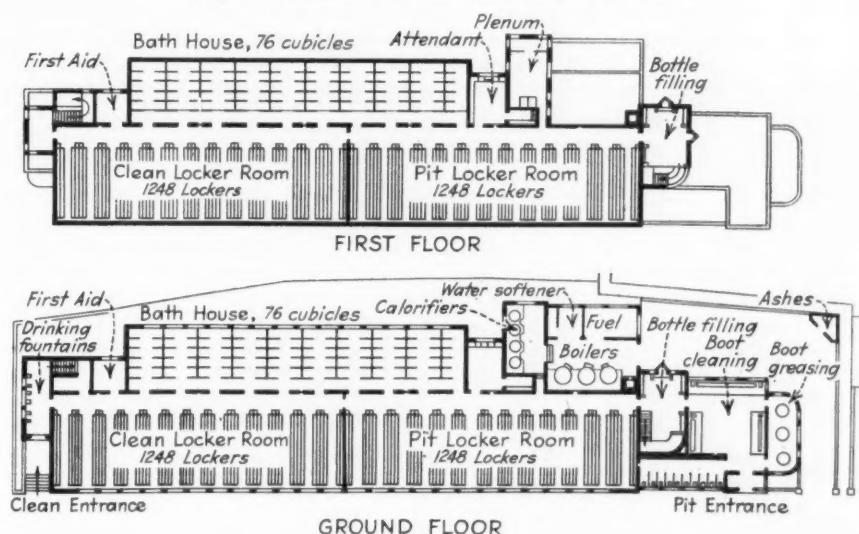 Plenum
Bath House, 76 cubicles
Attendant
First Aid
Bottle
filling
Clean Locker Room
1248 Lockers
Pit Locker Room
1248 Lockers
FIRST FLOOR
Water softener
First Aid
Calorifiers
Ashes
Bath House, 76 cubicles
Fuel
Bottle filling
Drinking
fountains
Boilers
Boot
cleaning
Boot
greasing
Clean Locker Room
1248 Lockers
Pit Locker Room
1248 Lockers
Clean Entrance
Pit Entrance
GROUND FLOOR